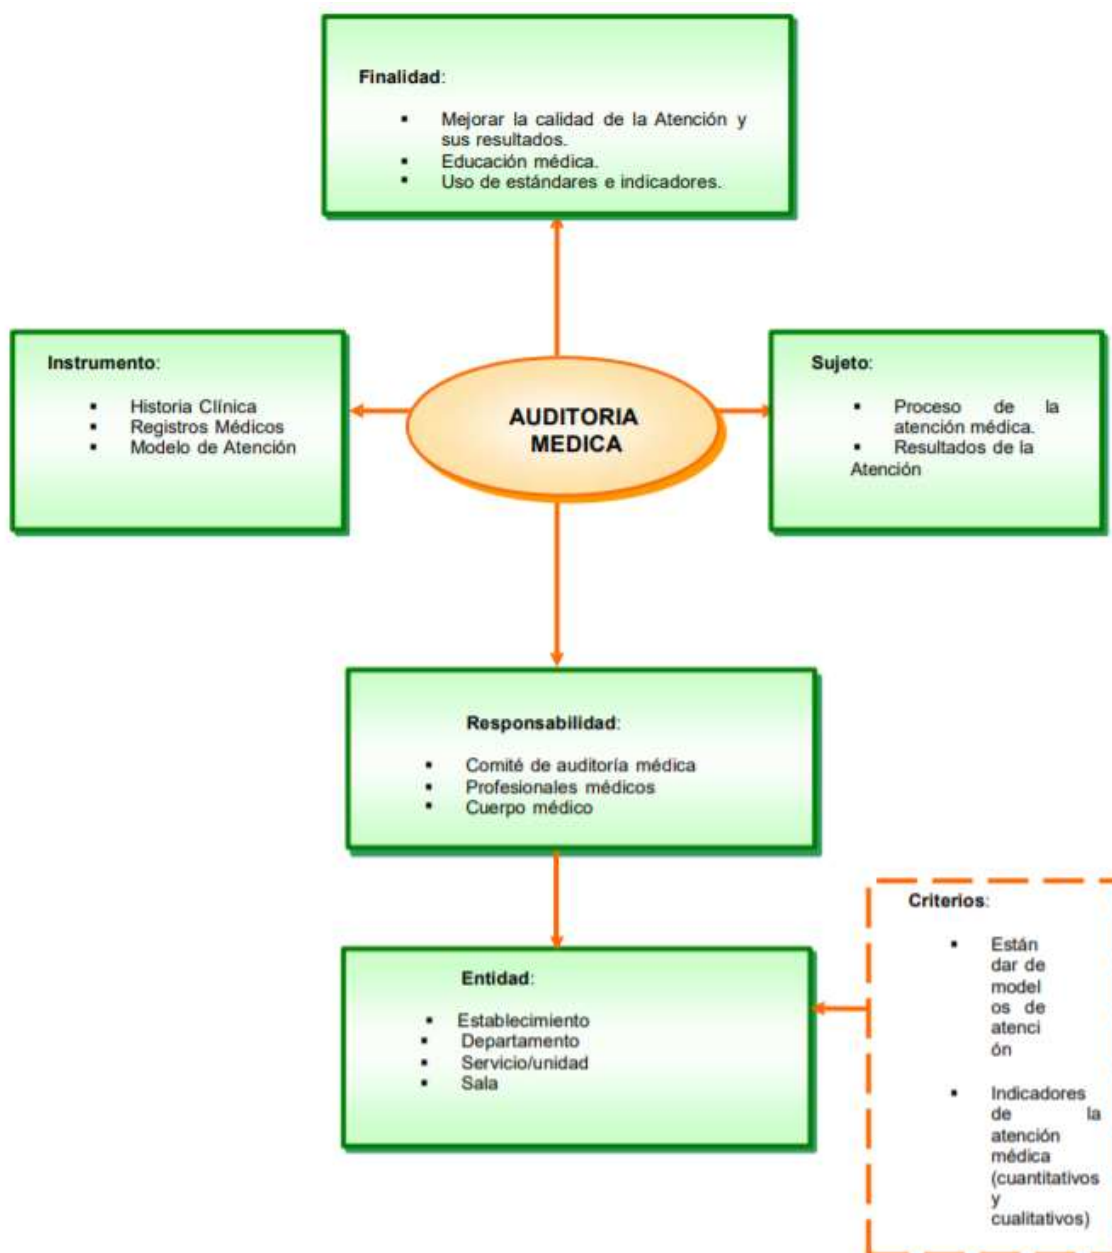 Finalidad:
▪ Mejorar la calidad de la Atención y
sus resultados.
▪ Educación médica.
▪ Uso de estándares e indicadores.
Instrumento:
▪ Historia Clínica
▪ Registros Médicos
▪ Modelo de Atención
AUDITORIA
MEDICA
Sujeto:
▪ Proceso de la
atención médica.
▪ Resultados de la
Atención
Responsabilidad:
▪ Comité de auditoría médica
▪ Profesionales médicos
▪ Cuerpo médico
Entidad:
▪ Establecimiento
▪ Departamento
▪ Servicio/unidad
▪ Sala
Criterios:
▪ Están
dar de
model
os de
atenci
ón
▪ Indicadores
de la
atención
médica
(cuantitativos
y
cualitativos)